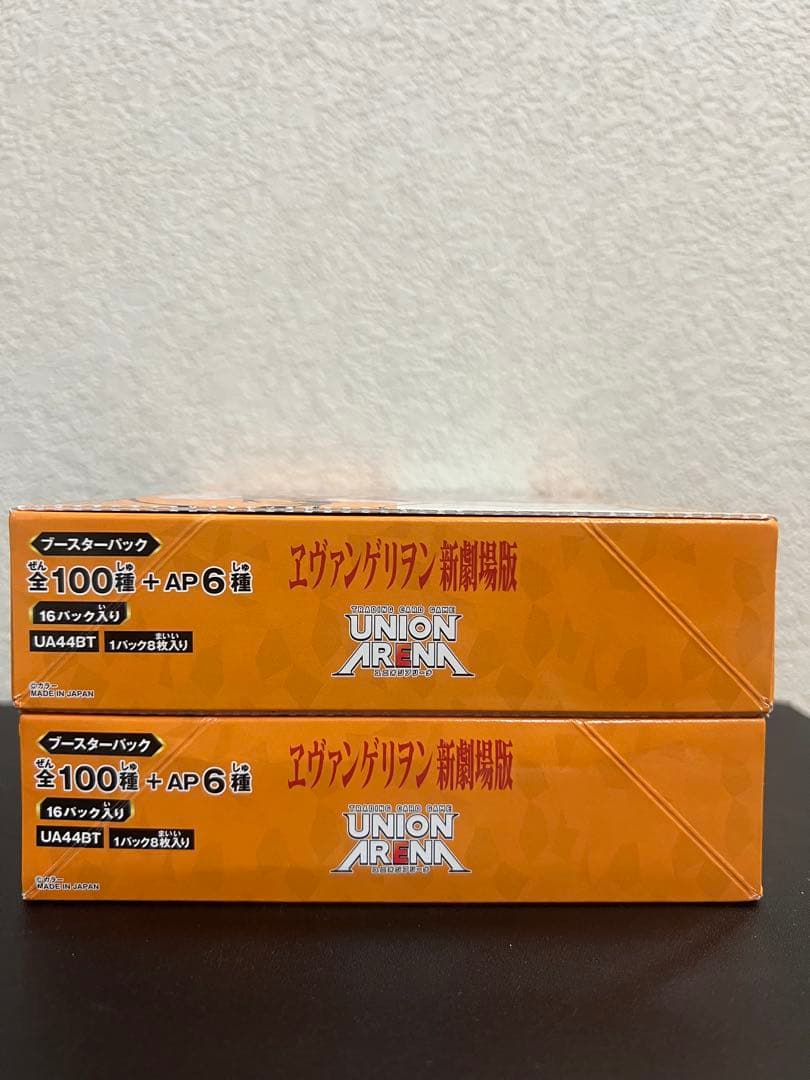 ブースターパック
ぜん しゅ しゅ
全100種+AP6種
い
16パック入り
まいい
UA44BT 1パック8枚入り
©カラー
MADE IN JAPAN
ヱヴァンゲリヲン新劇場版
TRADING CARD GAME
UNION
ARENA
ブースターパック
ぜん しゅ しゅ
全100種+AP6種
い
16パック入り
まいい
UA44BT 1パック8枚入り
©カラー
MADE IN JAPAN
ヱヴァンゲリヲン新劇場版
TRADING CARD GAME
UNION
ARENA